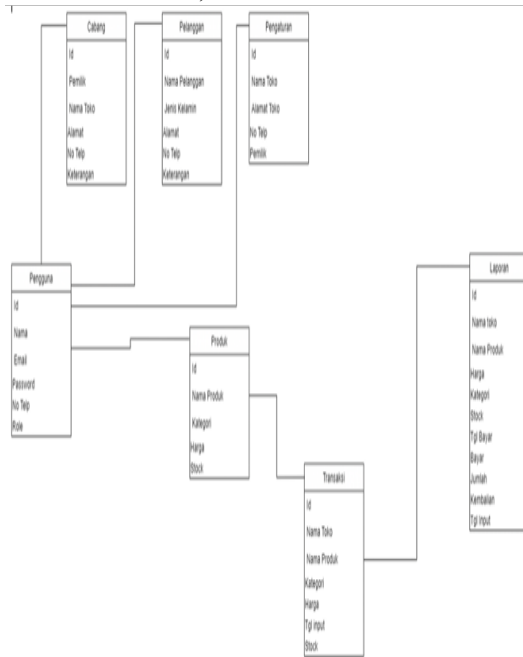 Cabang
Id
Pemilik
Nama Toko
Alamat
No Telp
Keterangan
Pelanggan
Id
Nama Pelanggan
Jenis Kelamin
Alamat
No Telp
Keterangan
Pengaturan
Id
Nama Toko
Alamat Toko
No Telp
Pemilik
Pengguna
Id
Nama
Email
Password
No Telp
Role
Produk
Id
Nama Produk
Kategori
Harga
Stock
Transaksi
Id
Nama Toko
Nama Produk
Kategori
Harga
Tgl input
Stock
Laporan
Id
Nama toko
Nama Produk
Harga
Kategori
Stock
Tgl Bayar
Bayar
Jumlah
Kembalian
Tgl Input